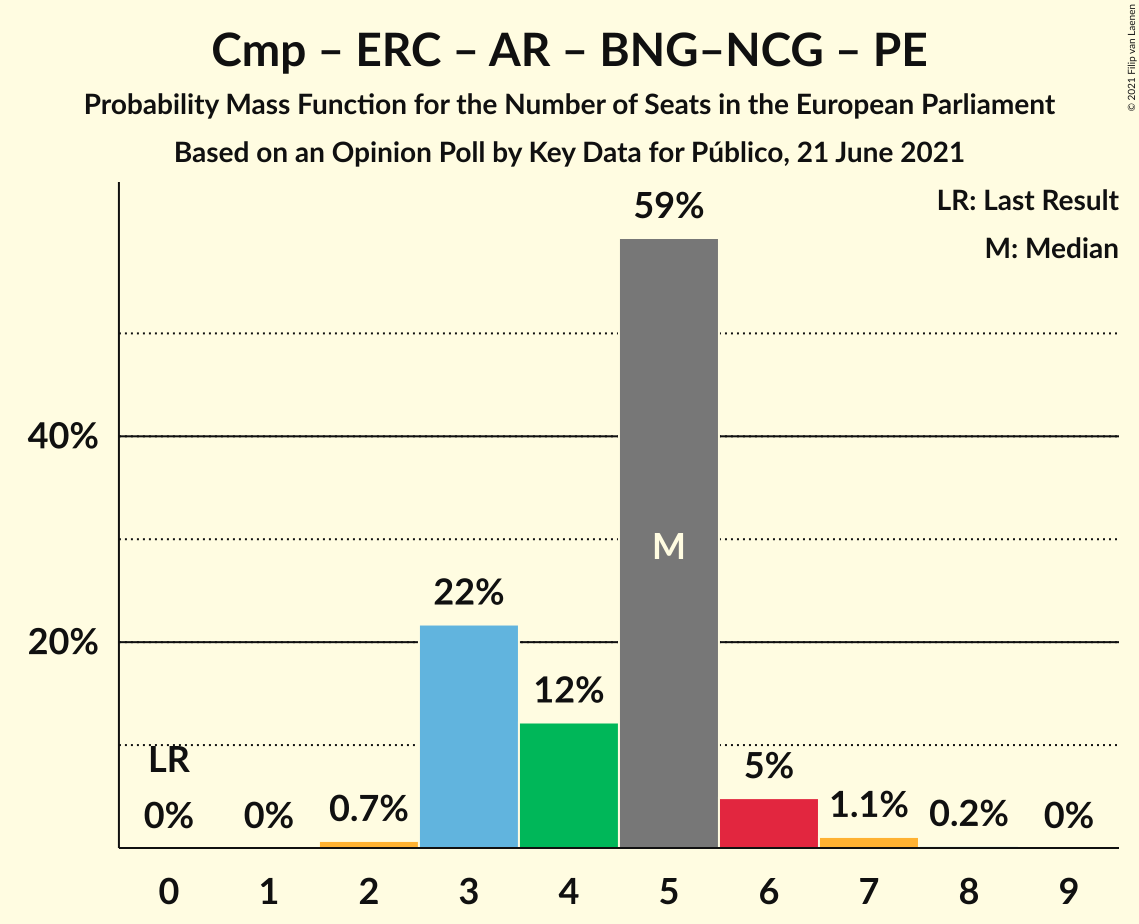 Cmp – ERC – AR – BNG–NCG – PE
Probability Mass Function for the Number of Seats in the European Parliament
Based on an Opinion Poll by Key Data for Público, 21 June 2021
© 2021 Filip van Laenen
LR: Last Result
M: Median
59%
40%
M
22%
20%
12%
LR
5%
0%
0%
0.7%
1.1%
0.2%
0%
0 1 2 3 4 5 6 7 8 9